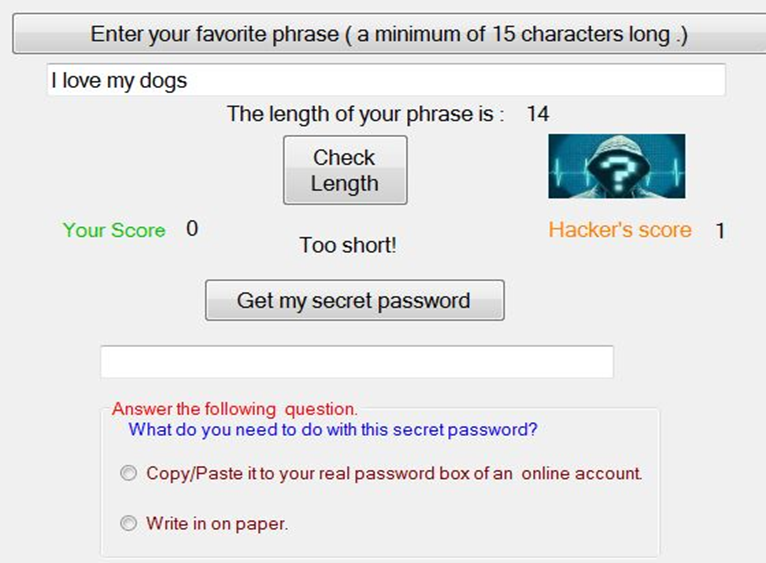 Enter your favorite phrase ( a minimum of 15 characters long .)
I love my dogs
The length of your phrase is : 14
Check
Length
?
Your Score 0
Hacker's score 1
Too short!
Get my secret password
Answer the following question.
What do you need to do with this secret password?
Copy/Paste it to your real password box of an online account.
Write in on paper.